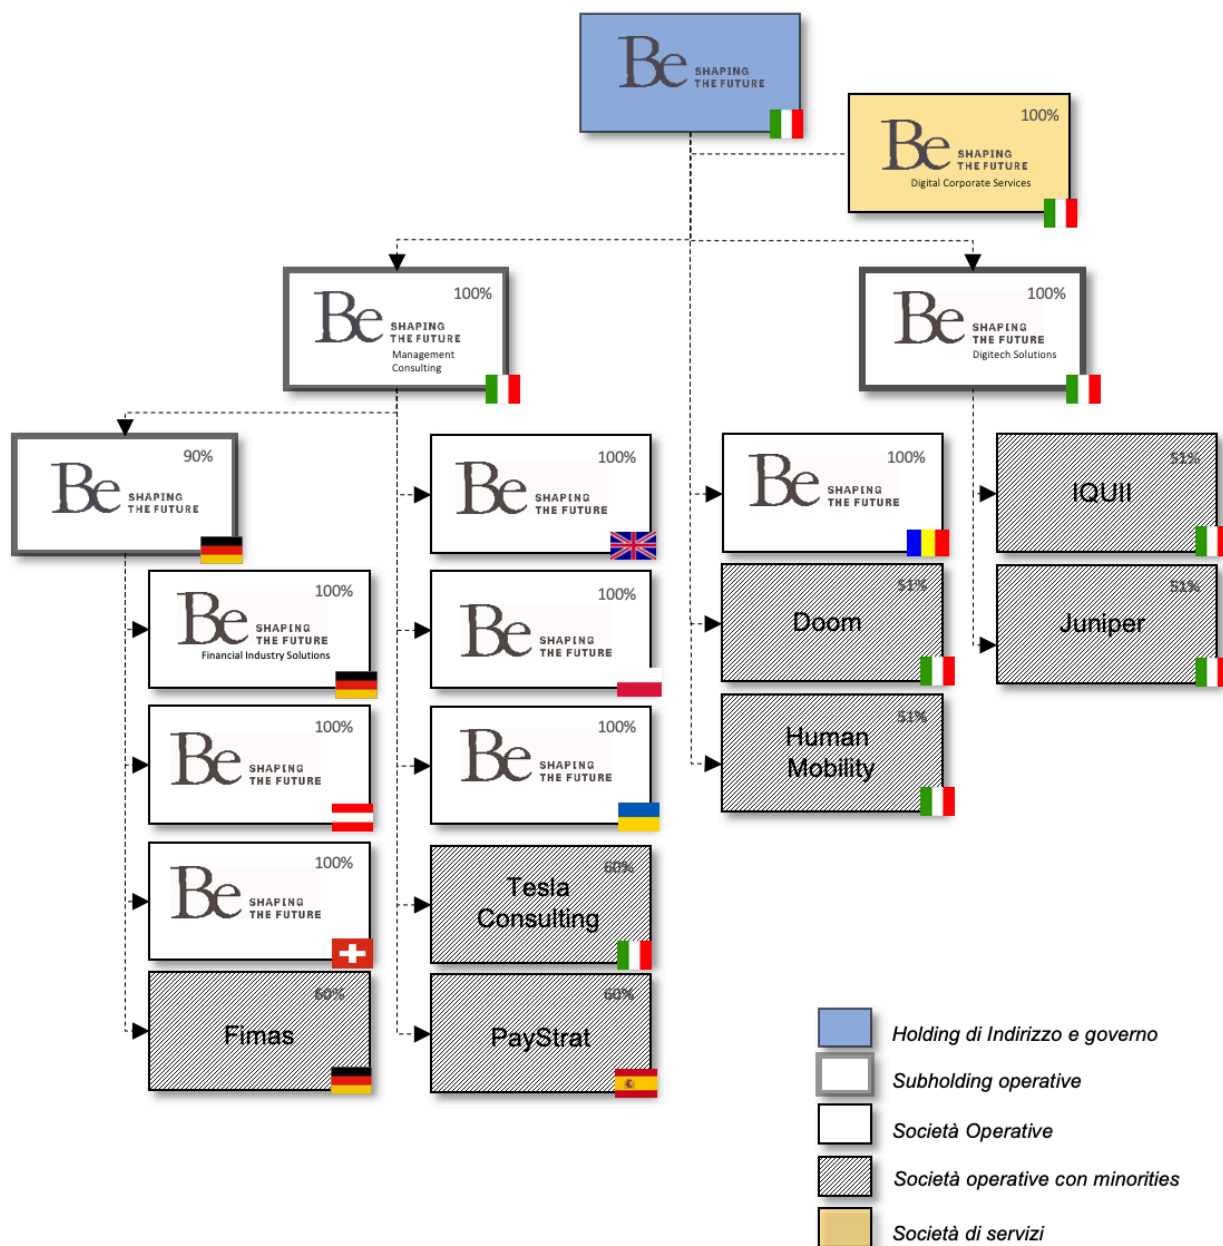 Be SHAPING
THE FUTURE
100%
Be SHAPING
THE FUTURE
Digital Corporate Services
100%
Be SHAPING
THE FUTURE
Management
Consulting
100%
Be SHAPING
THE FUTURE
Digitech Solutions
90%
Be SHAPING
THE FUTURE
100%
Be SHAPING
THE FUTURE
100%
Be SHAPING
THE FUTURE
51%
IQUII
100%
Be SHAPING
THE FUTURE
Financial Industry Solutions
100%
Be SHAPING
THE FUTURE
51%
Doom
51%
Juniper
100%
Be SHAPING
THE FUTURE
100%
Be SHAPING
THE FUTURE
51%
Human
Mobility
100%
Be SHAPING
THE FUTURE
60%
Tesla
Consulting
60%
Fimas
60%
PayStrat
Holding di Indirizzo e governo
Subholding operative
Società Operative
Società operative con minorities
Società di servizi